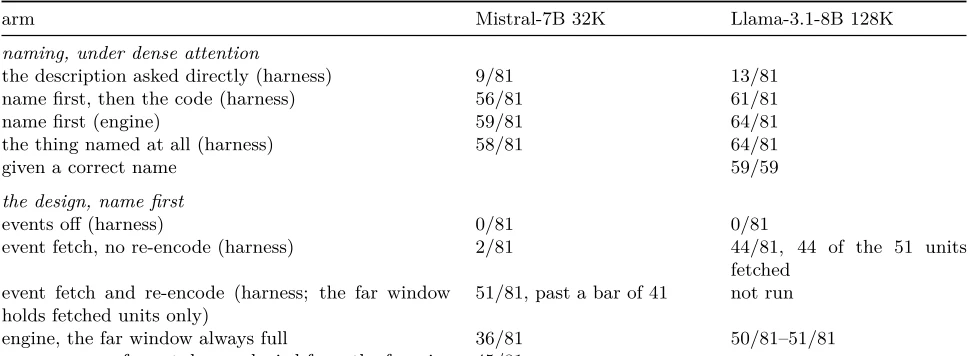 arm Mistral-7B 32K Llama-3.1-8B 128K
naming, under dense attention
the description asked directly (harness) 9/81 13/81
name first, then the code (harness) 56/81 61/81
name first (engine) 59/81 64/81
the thing named at all (harness) 58/81 64/81
given a correct name 59/59
the design, name first
events off (harness) 0/81 0/81
event fetch, no re-encode (harness) 2/81 44/81, 44 of the 51 units
fetched
event fetch and re-encode (harness; the far window 51/81, past a bar of 41 not run
holds fetched units only)
engine, the far window always full 36/81 50/81–51/81